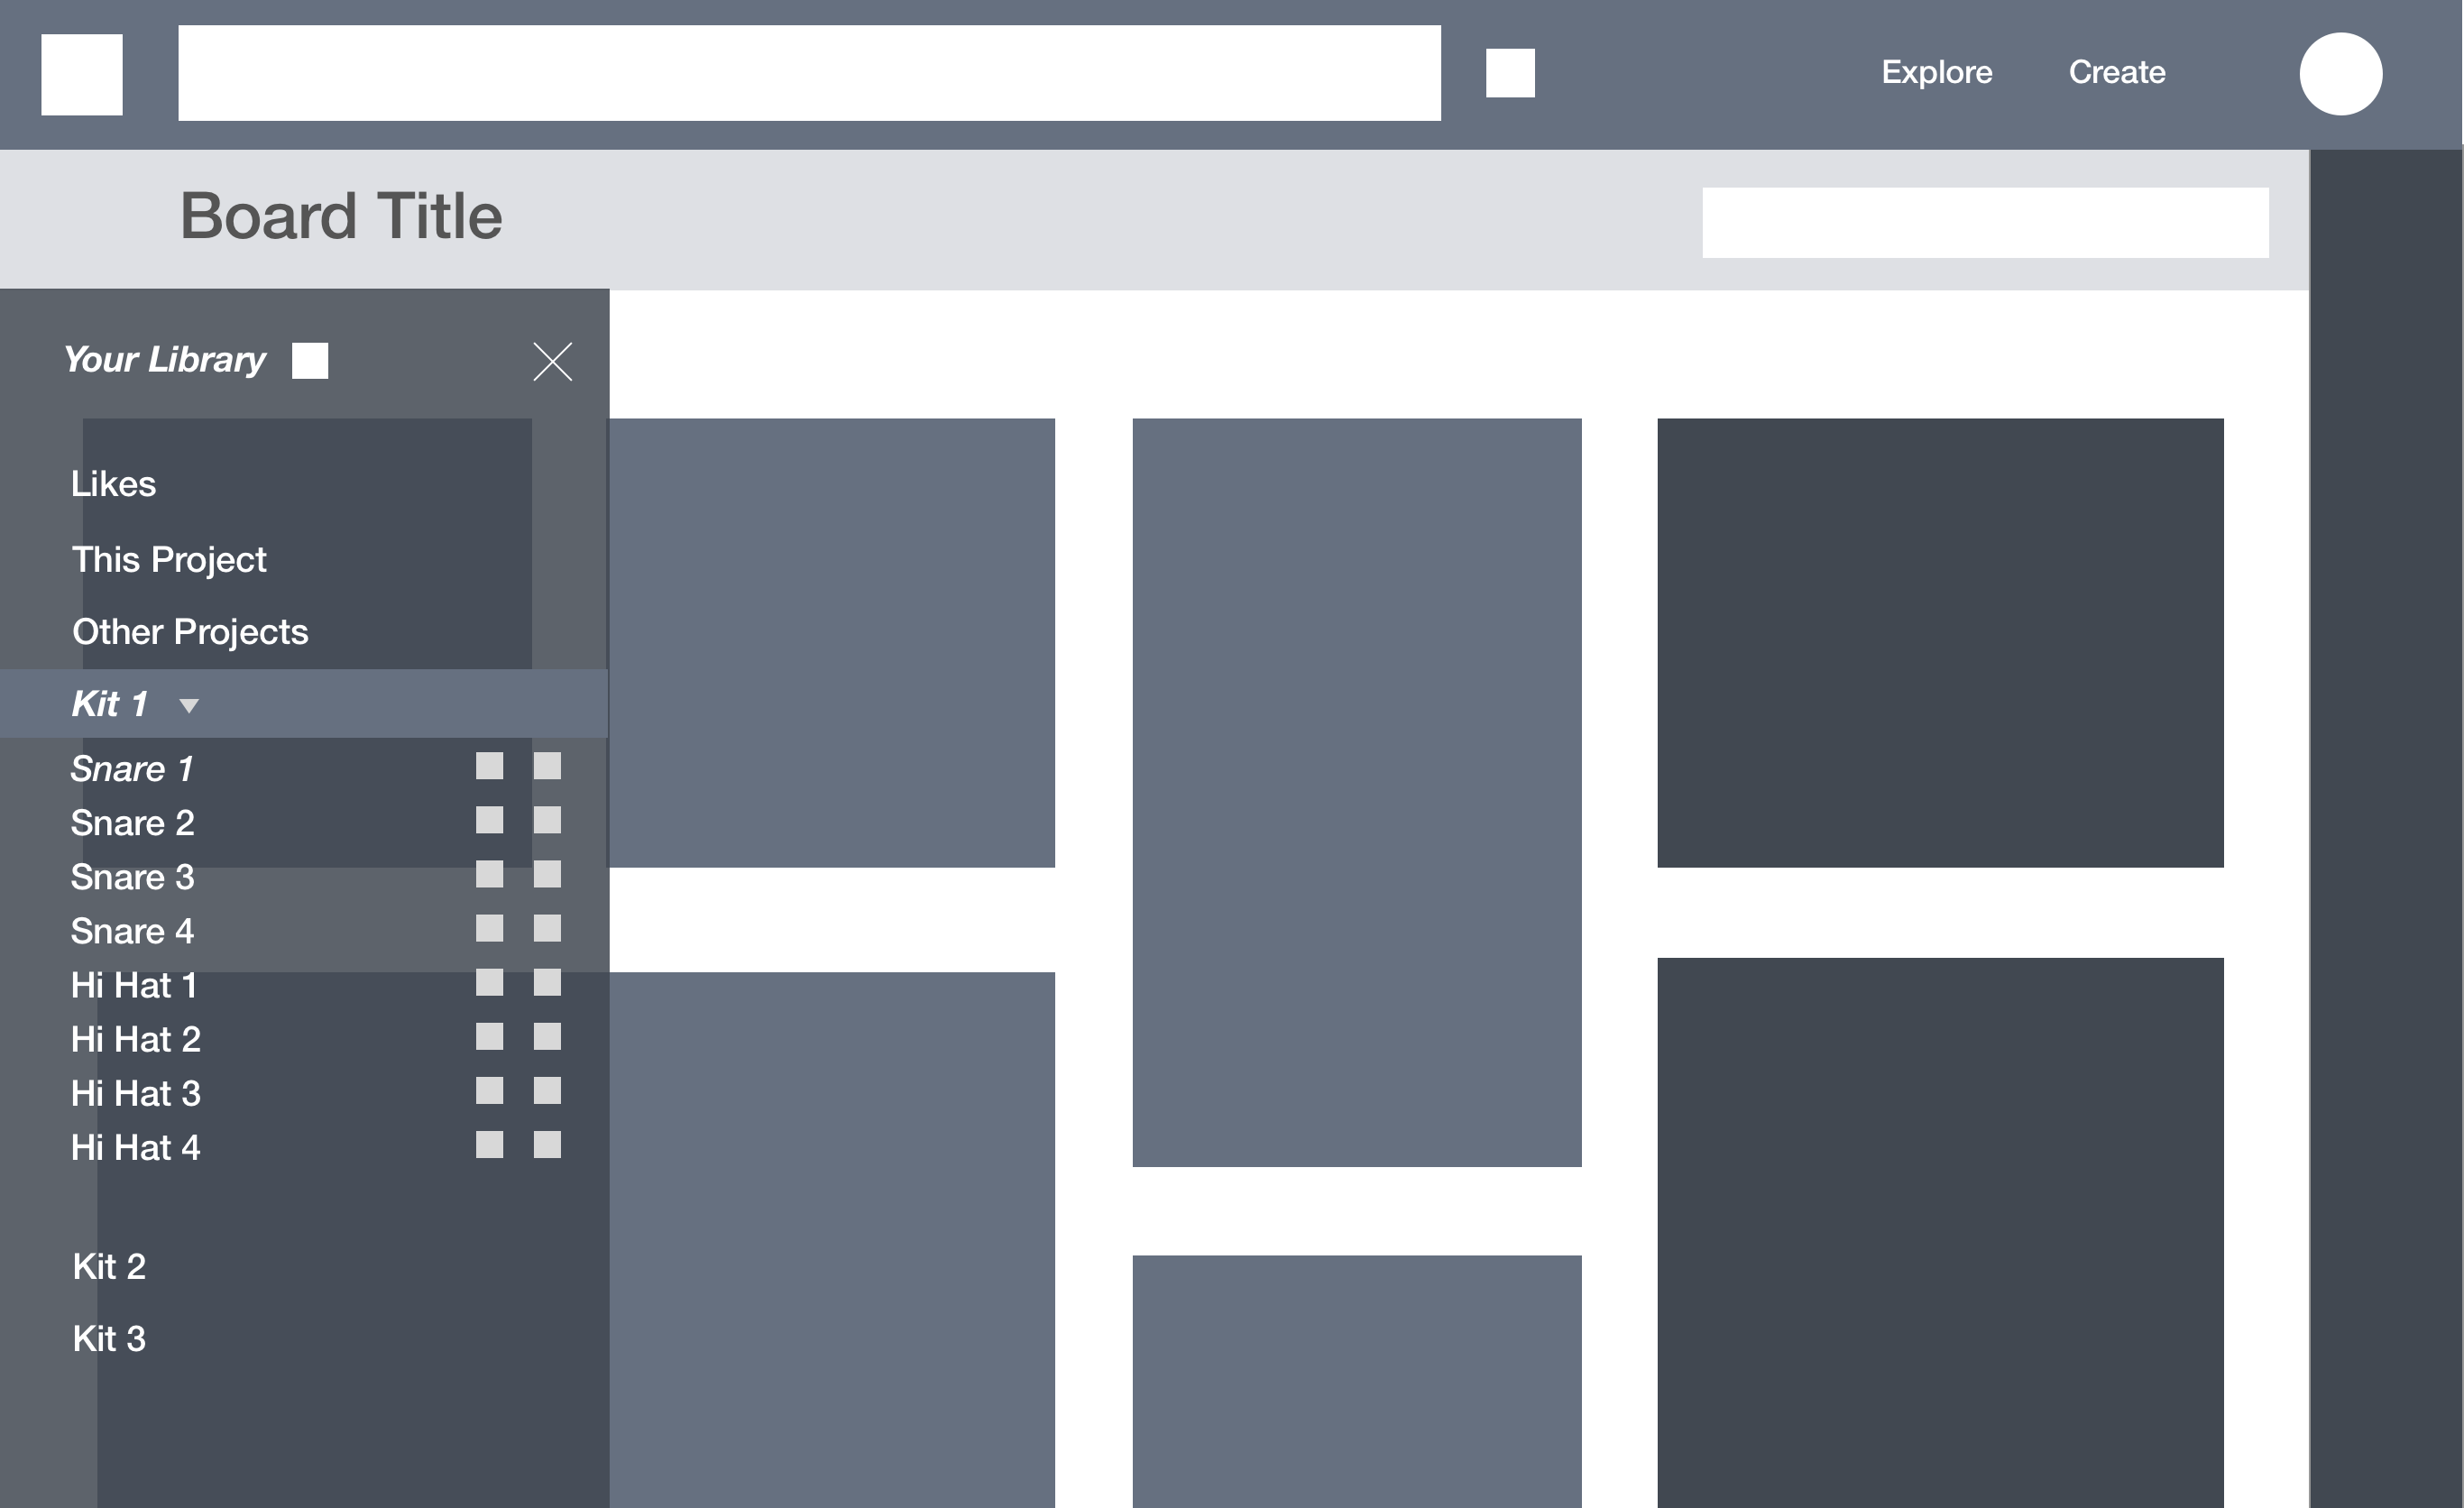 Explore Create
Board Title
Your Library
Likes
This Project
Other Projects
Kit 1
Snare 1
Snare 2
Snare 3
Snare 4
Hi Hat 1
Hi Hat 2
Hi Hat 3
Hi Hat 4
Kit 2
Kit 3